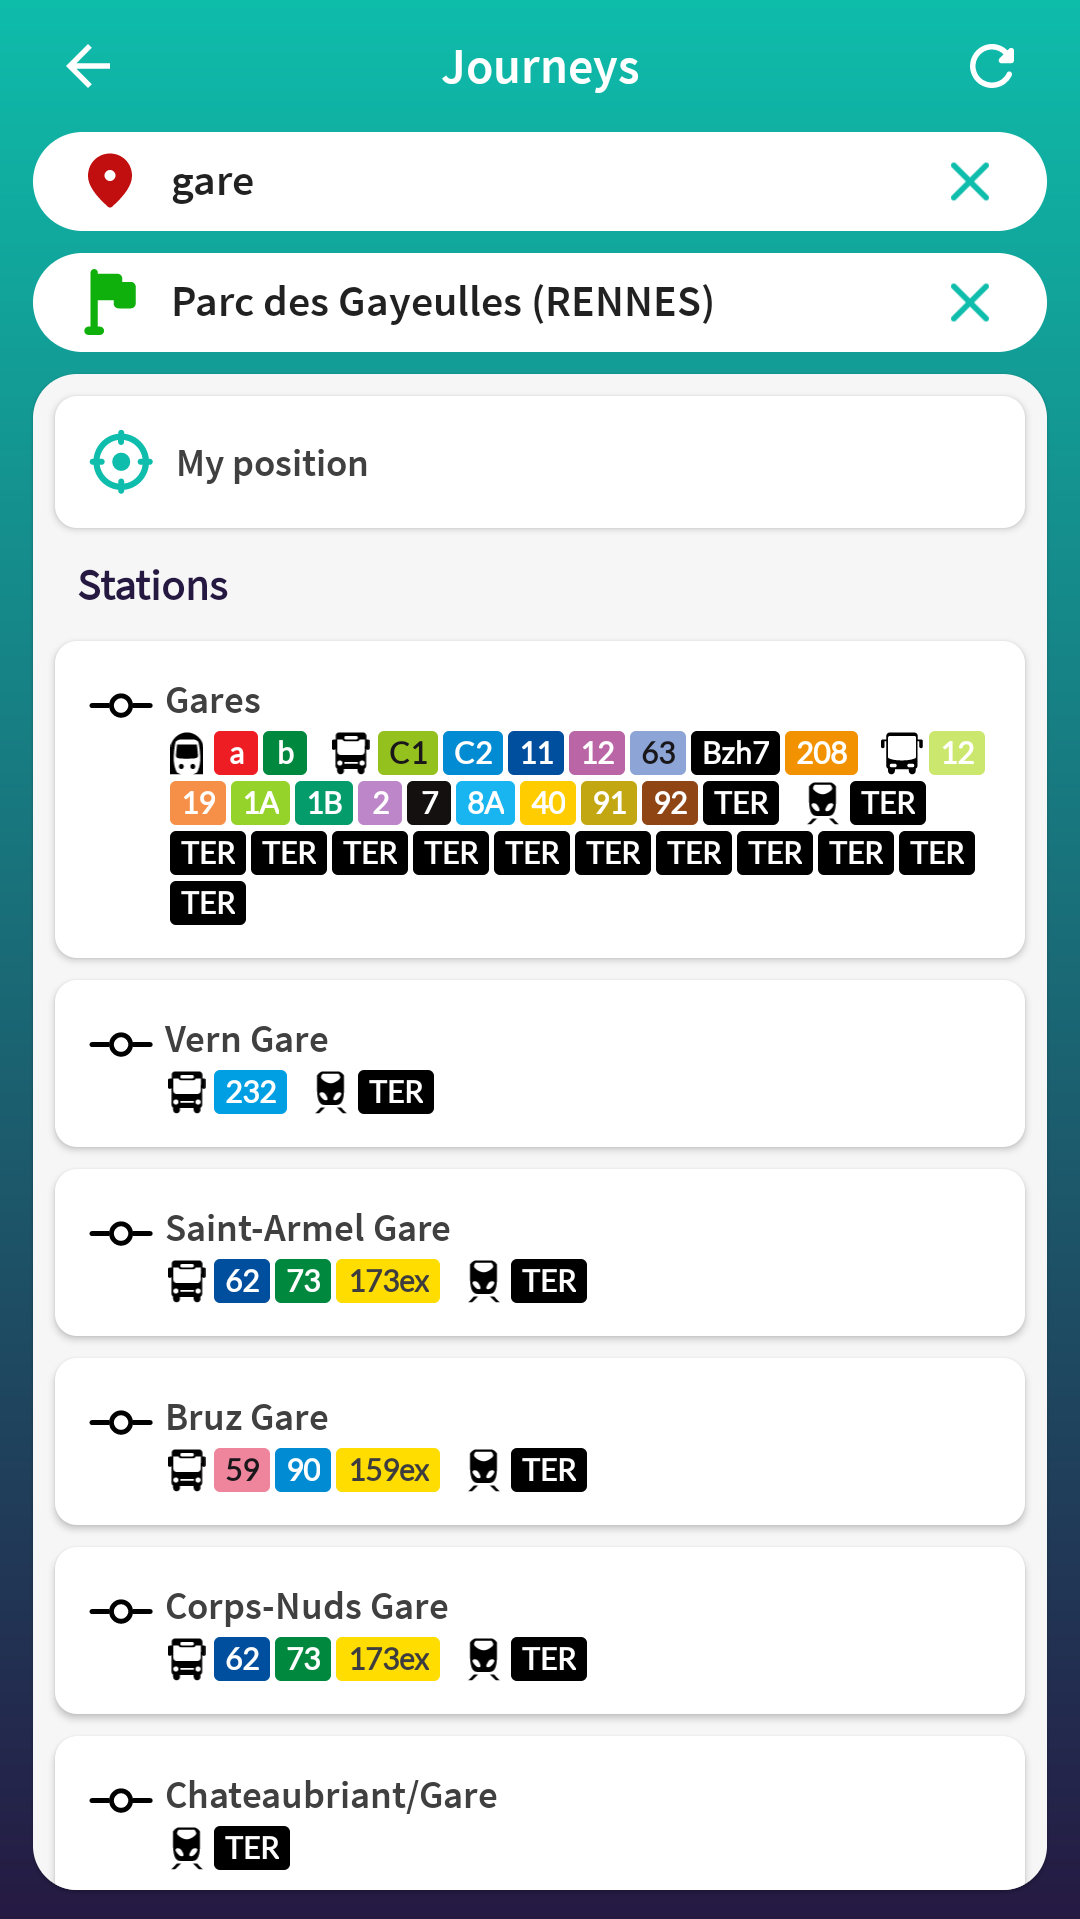 Journeys
gare
Parc des Gayeulles (RENNES)
My position
Stations
Gares
a b C1 C2 11 12 63 Bzh7 208 12
19 1A 1B 2 7 8A 40 91 92 TER TER
TER TER TER TER TER TER TER TER TER TER
TER
Vern Gare
232 TER
Saint-Armel Gare
62 73 173ex TER
Bruz Gare
59 90 159ex TER
Corps-Nuds Gare
62 73 173ex TER
Chateaubriant/Gare
TER